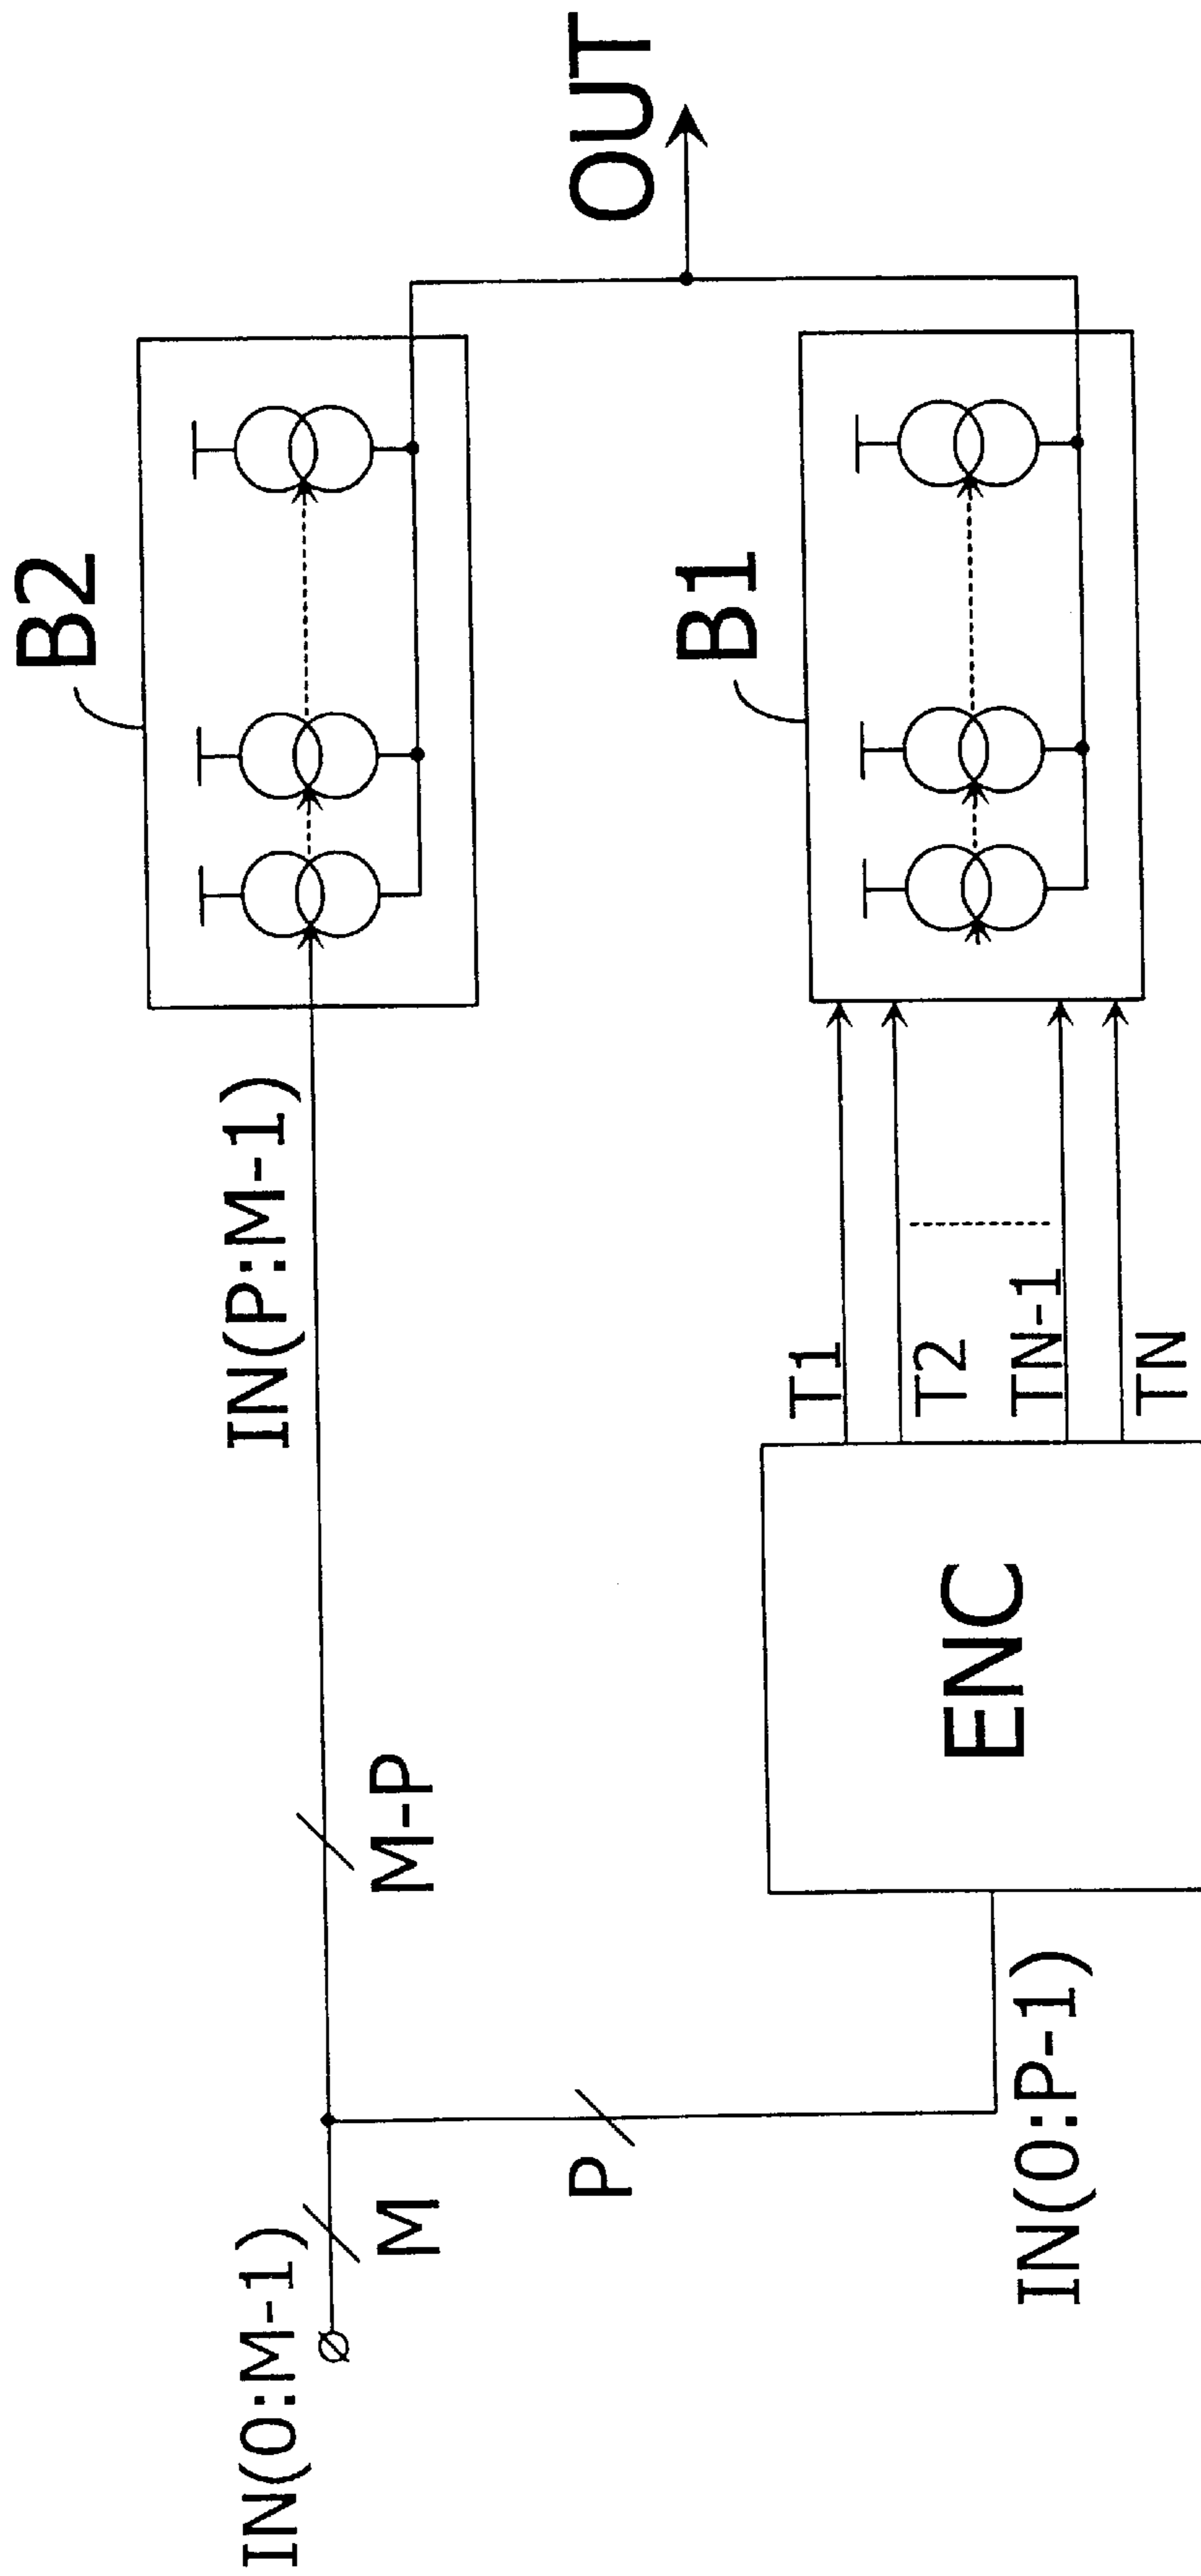 B2
OUT
IN(P:M-1)
M-P
IN(0:M-1)
M
P
B1
T1
T2
TN-1
TN
ENC
IN(0:P-1)